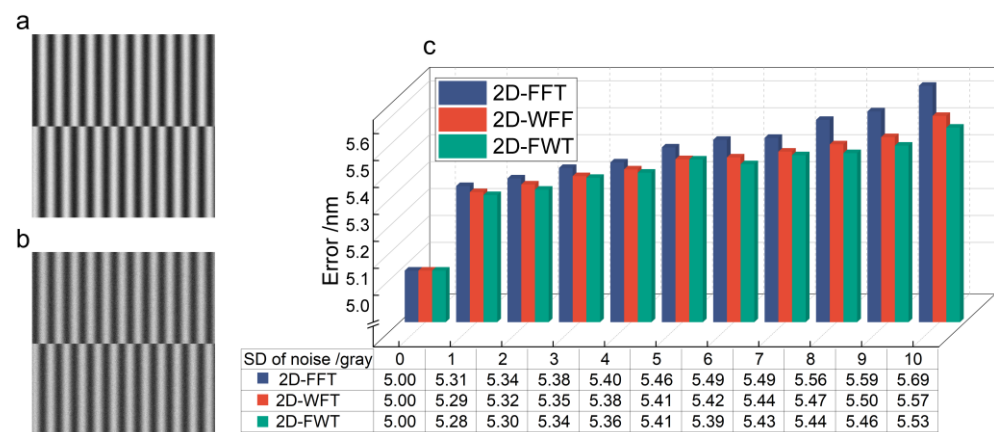 a
b
c
2D-FFT
2D-WFF
2D-FWT
Error /nm
5.6
5.5
5.4
5.3
5.2
5.1
5.0
SD of noise /gray 0 1 2 3 4 5 6 7 8 9 10
2D-FFT 5.00 5.31 5.34 5.38 5.40 5.46 5.49 5.49 5.56 5.59 5.69
2D-WFT 5.00 5.29 5.32 5.35 5.38 5.41 5.42 5.44 5.47 5.50 5.57
2D-FWT 5.00 5.28 5.30 5.34 5.36 5.41 5.39 5.43 5.44 5.46 5.53